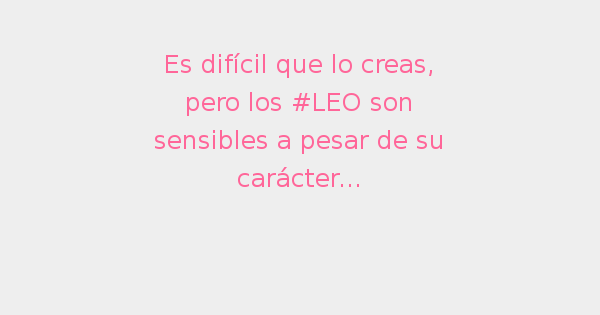 Es difícil que lo creas,
pero los #LEO son
sensibles a pesar de su
carácter...